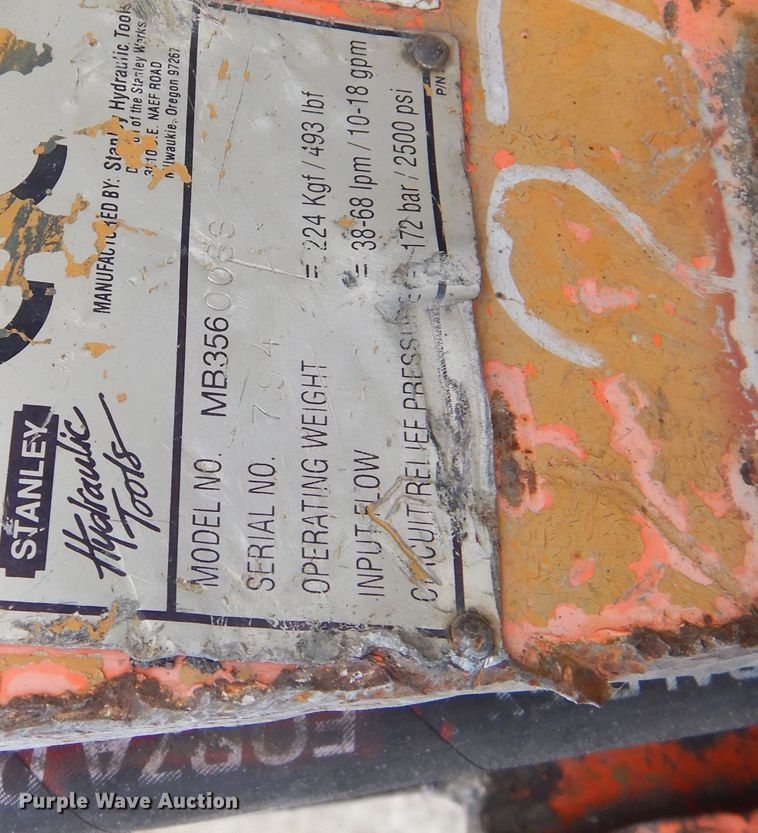 STANLEY
Hydraulic
Tools
MANUFACTURED BY: Stanley Hydraulic Tools
of the Stanley Works
S.E. NAEF ROAD
Milwaukie, Oregon 97267
MODEL NO. MB356
SERIAL NO. 794
OPERATING WEIGHT = 224 Kgf / 493 lbf
INPUT FLOW = 38-68 lpm / 10-18 gpm
CIRCUIT RELIEF PRESSURE = 172 bar / 2500 psi
P/N
Purple Wave Auction